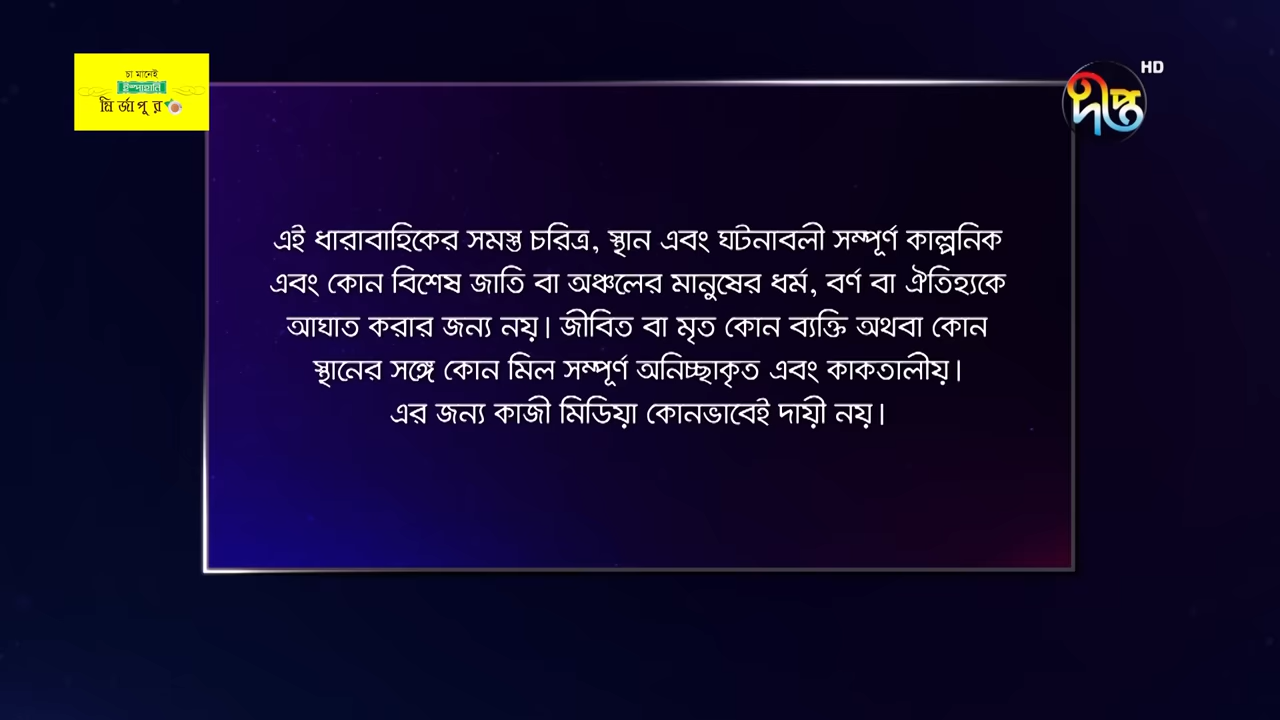 চা মানেই
ইস্পাহানি
মির্জাপুর
HD
দীপ্ত
এই ধারাবাহিকের সমস্ত চরিত্র, স্থান এবং ঘটনাবলী সম্পূর্ণ কাল্পনিক
এবং কোন বিশেষ জাতি বা অঞ্চলের মানুষের ধর্ম, বর্ণ বা ঐতিহ্যকে
আঘাত করার জন্য নয়। জীবিত বা মৃত কোন ব্যক্তি অথবা কোন
স্থানের সঙ্গে কোন মিল সম্পূর্ণ অনিচ্ছাকৃত এবং কাকতালীয়।
এর জন্য কাজী মিডিয়া কোনভাবেই দায়ী নয়।